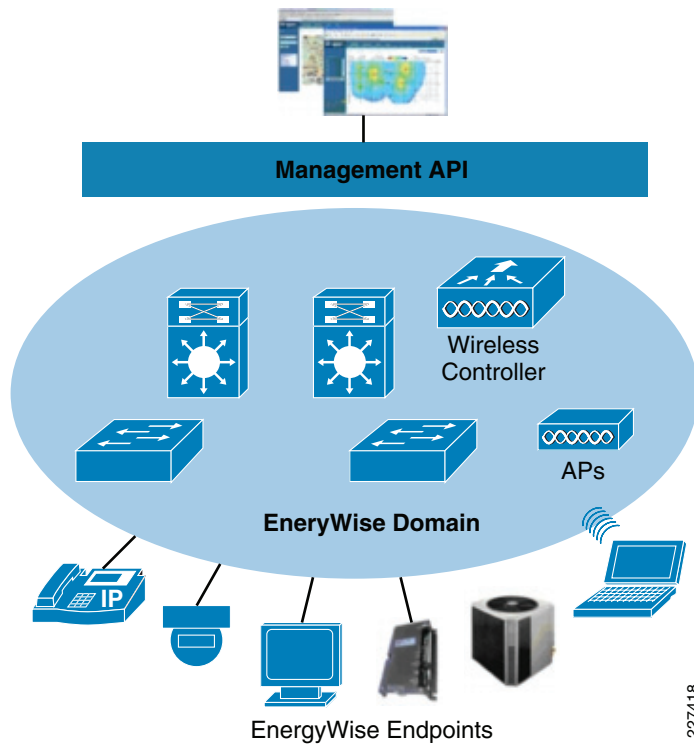 Management API
Wireless
Controller
APs
EneryWise Domain
IP
EnergyWise Endpoints
227418